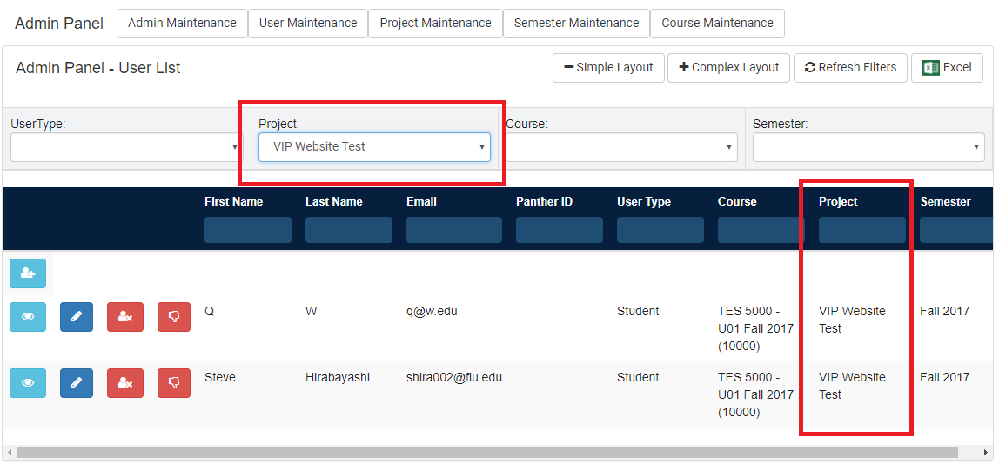 Admin Panel Admin Maintenance User Maintenance Project Maintenance Semester Maintenance Course Maintenance
Admin Panel - User List Simple Layout Complex Layout Refresh Filters Excel
UserType: Project: Course: Semester:
VIP Website Test
First Name Last Name Email Panther ID User Type Course Project Semester
Q W q@w.edu Student TES 5000 - VIP Website Fall 2017
U01 Fall 2017 Test
(10000)
Steve Hirabayashi shira002@fiu.edu Student TES 5000 - VIP Website Fall 2017
U01 Fall 2017 Test
(10000)